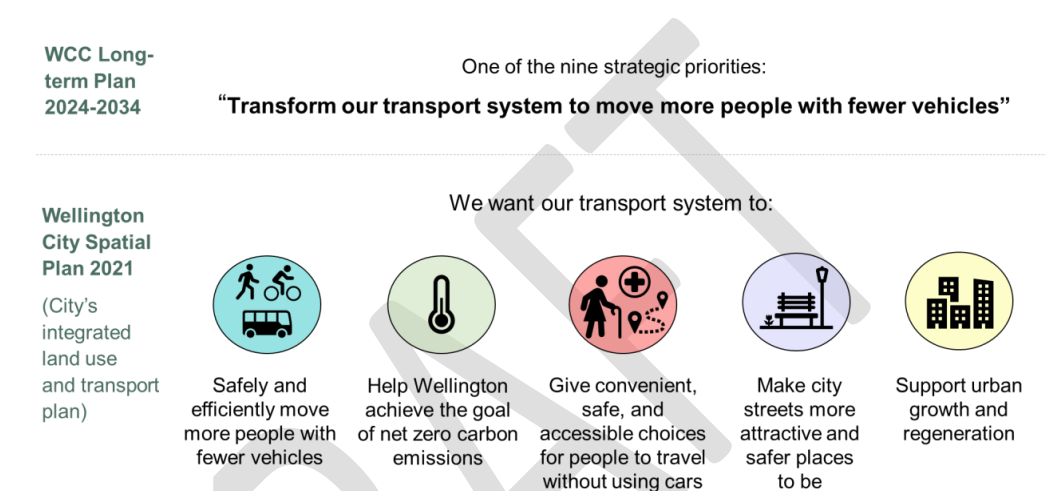 WCC Long-
term Plan
2024-2034
One of the nine strategic priorities:
“Transform our transport system to move more people with fewer vehicles”
Wellington
City Spatial
Plan 2021
(City’s
integrated
land use
and transport
plan)
We want our transport system to:
Safely and
efficiently move
more people with
fewer vehicles
Help Wellington
achieve the goal
of net zero carbon
emissions
Give convenient,
safe, and
accessible choices
for people to travel
without using cars
Make city
streets more
attractive and
safer places
to be
Support urban
growth and
regeneration
DRAFT